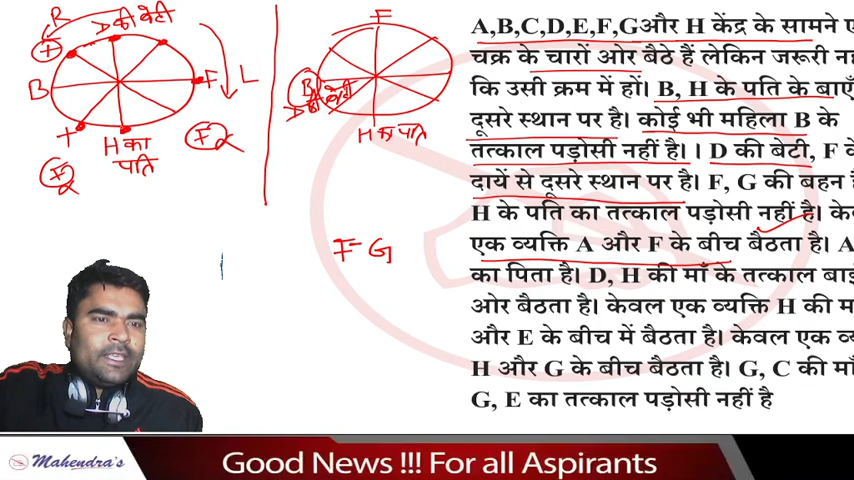 R
D की बेटी
+
B
F
L
+
H का
पति
F
F
F
B
D की बेटी
H का पति
F- G
A,B,C,D,E,F,Gऔर H केंद्र के सामने ए
चक्र के चारों ओर बैठे हैं लेकिन जरूरी नह
कि उसी क्रम में हों। B, H के पति के बाएँ
दूसरे स्थान पर है। कोई भी महिला B के
तत्काल पड़ोसी नहीं है। । D की बेटी, F के
दायें से दूसरे स्थान पर है। F, G की बहन है
H के पति का तत्काल पड़ोसी नहीं है। केव
एक व्यक्ति A और F के बीच बैठता है। A
का पिता है। D, H की माँ के तत्काल बाईं
ओर बैठता है। केवल एक व्यक्ति H की म
और E के बीच में बैठता है। केवल एक व्य
H और G के बीच बैठता है। G, C की माँ
G, E का तत्काल पड़ोसी नहीं है
Mahendra's
Good News !!! For all Aspirants